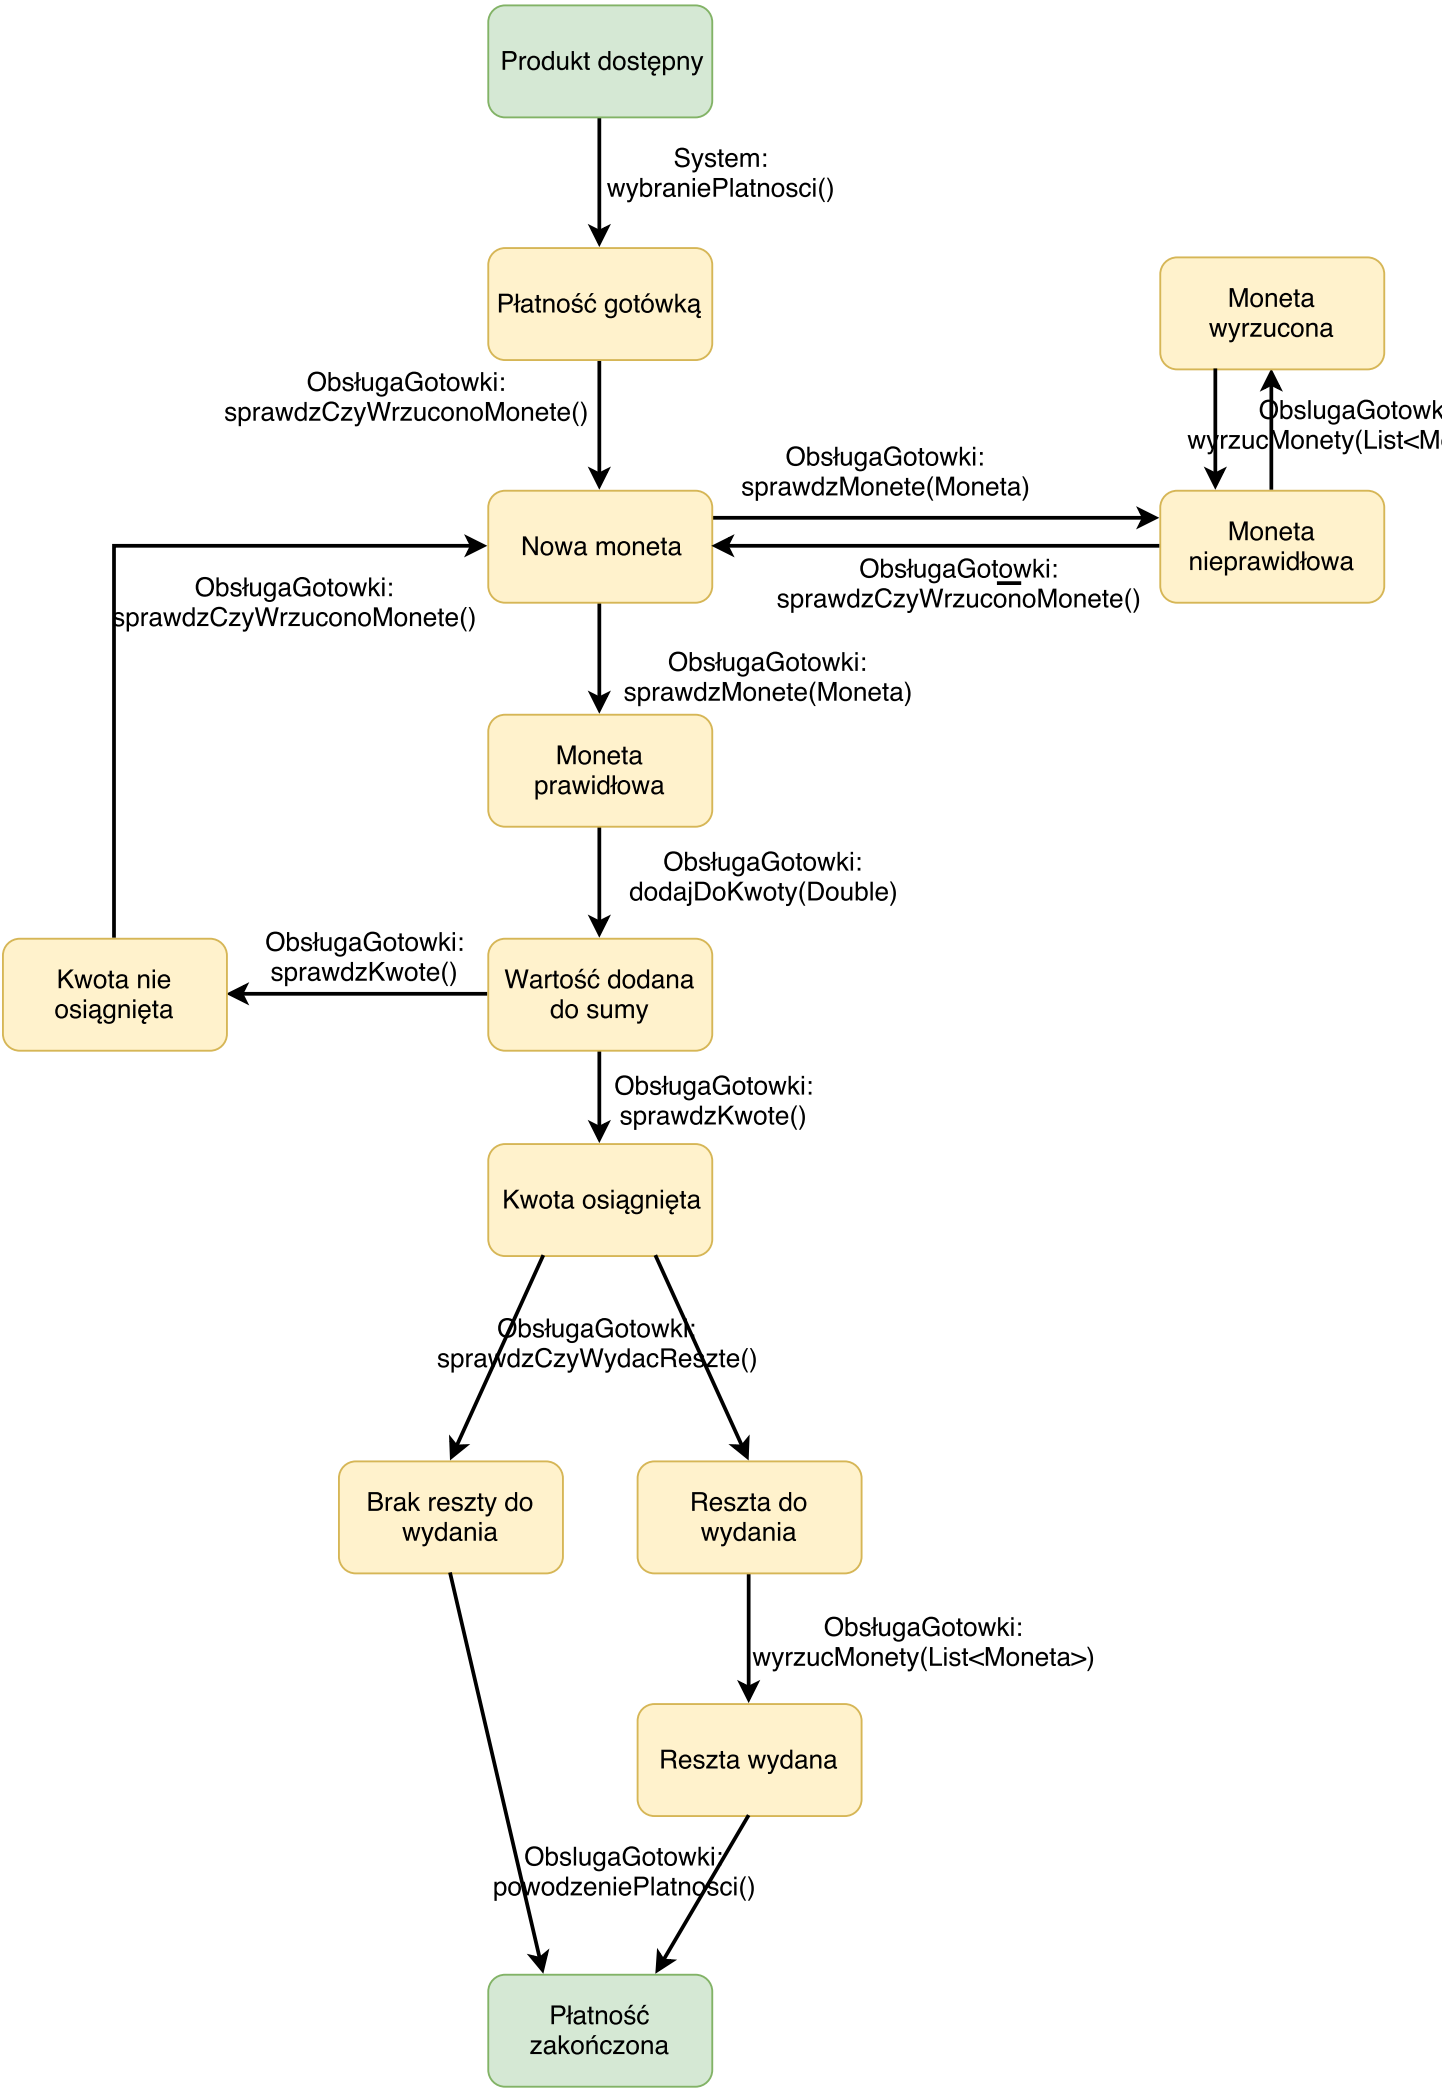 Produkt dostępny
System:
wybraniePlatnosci()
Płatność gotówką
Moneta
wyrzucona
ObsługaGotowki:
sprawdzCzyWrzuconoMonete()
ObslugaGotowk
wyrzucMonety(List<M
ObsługaGotowki:
sprawdzMonete(Moneta)
Nowa moneta
Moneta
nieprawidłowa
ObsługaGotowki:
sprawdzCzyWrzuconoMonete()
ObsługaGotowki:
sprawdzCzyWrzuconoMonete()
ObsługaGotowki:
sprawdzMonete(Moneta)
Moneta
prawidłowa
ObsługaGotowki:
dodajDoKwoty(Double)
Kwota nie
osiągnięta
ObsługaGotowki:
sprawdzKwote()
Wartość dodana
do sumy
ObsługaGotowki:
sprawdzKwote()
Kwota osiągnięta
ObsługaGotowki:
sprawdzCzyWydacReszte()
Brak reszty do
wydania
Reszta do
wydania
ObsługaGotowki:
wyrzucMonety(List<Moneta>)
Reszta wydana
ObslugaGotowki:
powodzeniePlatnosci()
Płatność
zakończona